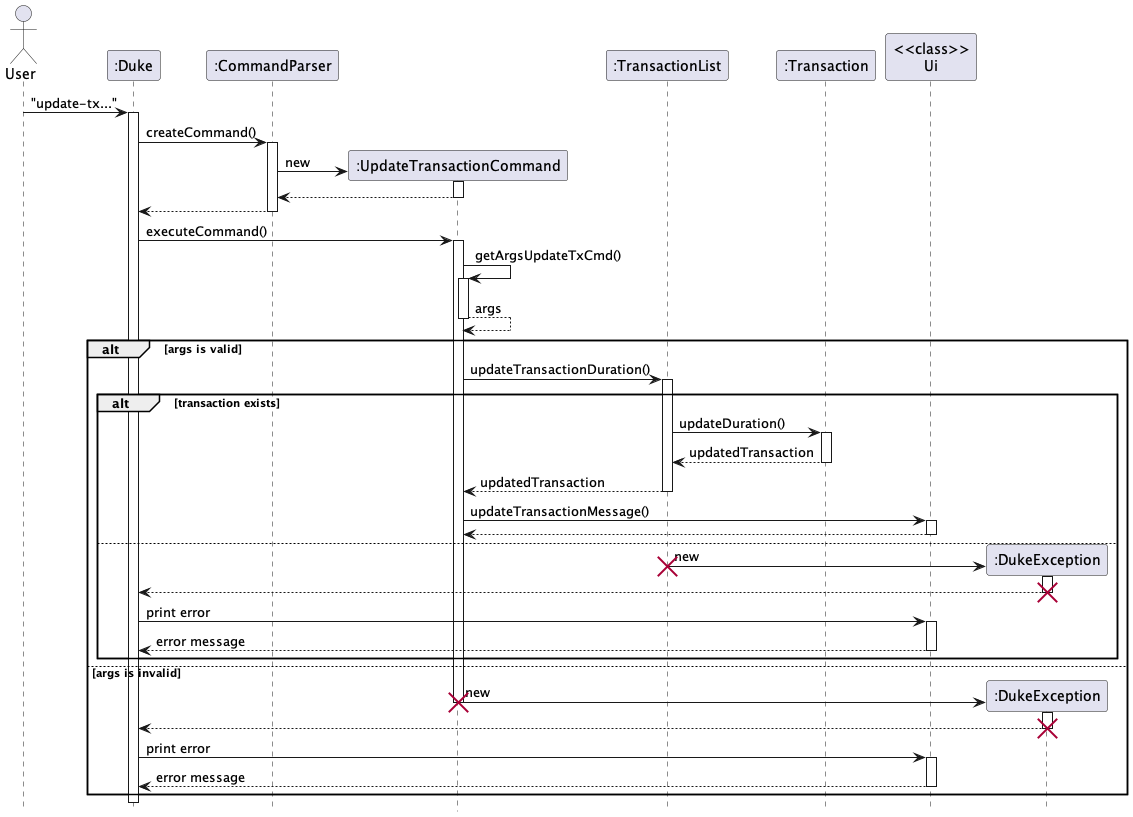 User
:Duke
:CommandParser
:TransactionList
:Transaction
<<class>>
Ui
"update-tx..."
createCommand()
new
:UpdateTransactionCommand
executeCommand()
getArgsUpdateTxCmd()
args
alt
[args is valid]
updateTransactionDuration()
alt
[transaction exists]
updateDuration()
updatedTransaction
updatedTransaction
updateTransactionMessage()
new
:DukeException
print error
error message
[args is invalid]
new
:DukeException
print error
error message